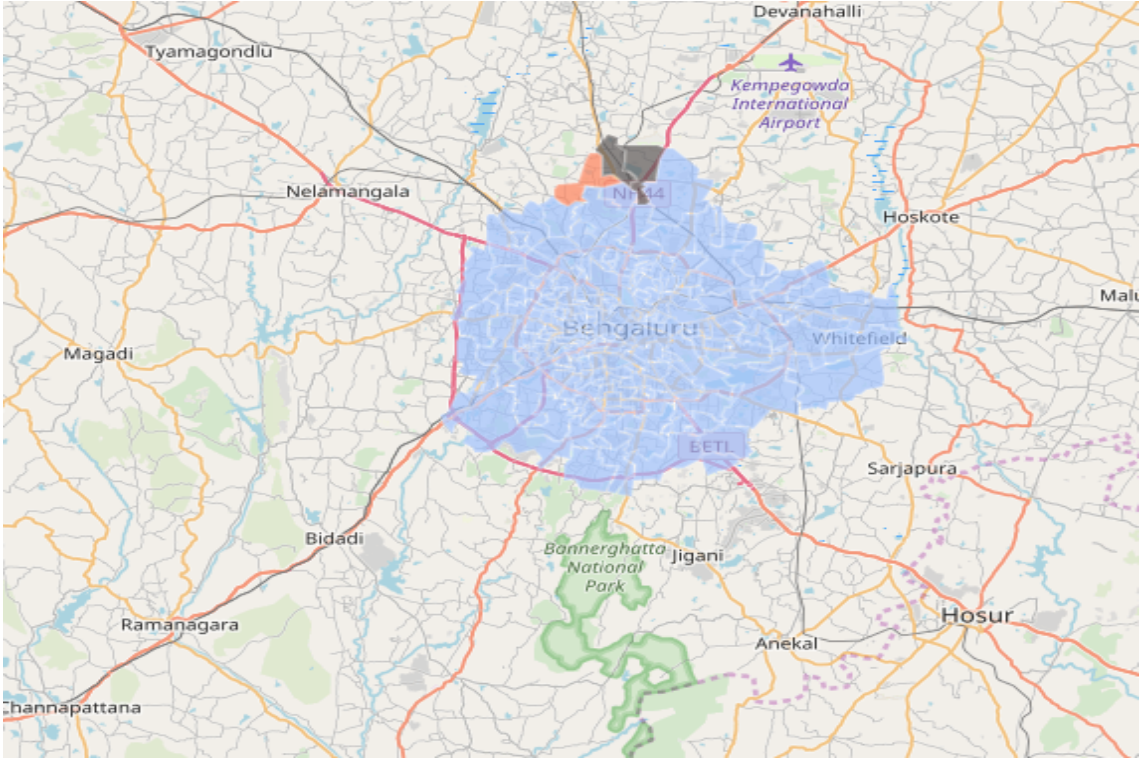 Devanahalli
Tyamagondlu
Kempegowda
International
Airport
Nelamangala
NH44
Hoskote
Malu
Bengaluru
Whitefield
Magadi
BETL
Sarjapura
Bidadi
Bannerghatta
National
Park
Jigani
Ramanagara
Hosur
Anekal
Channapattana